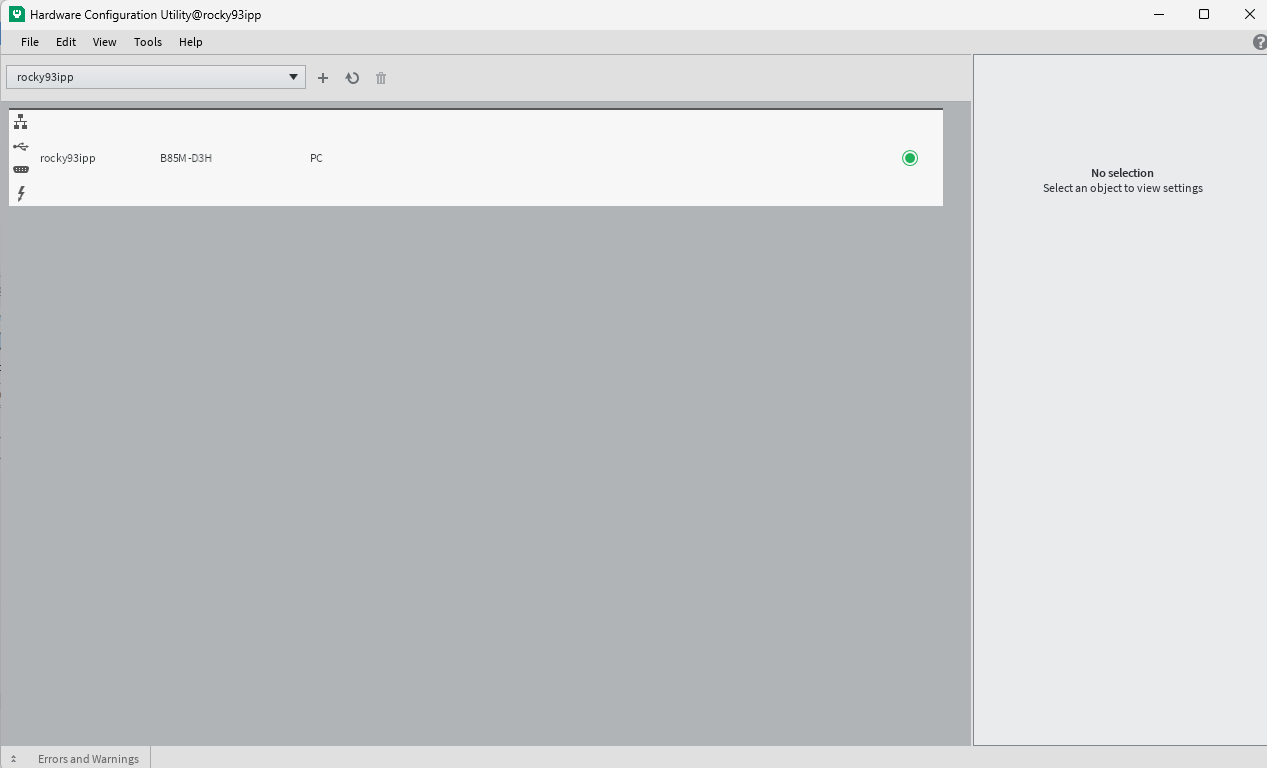 Hardware Configuration Utility@rocky93ipp
File Edit View Tools Help
?
rocky93ipp
rocky93ipp B85M-D3H PC
No selection
Select an object to view settings
Errors and Warnings